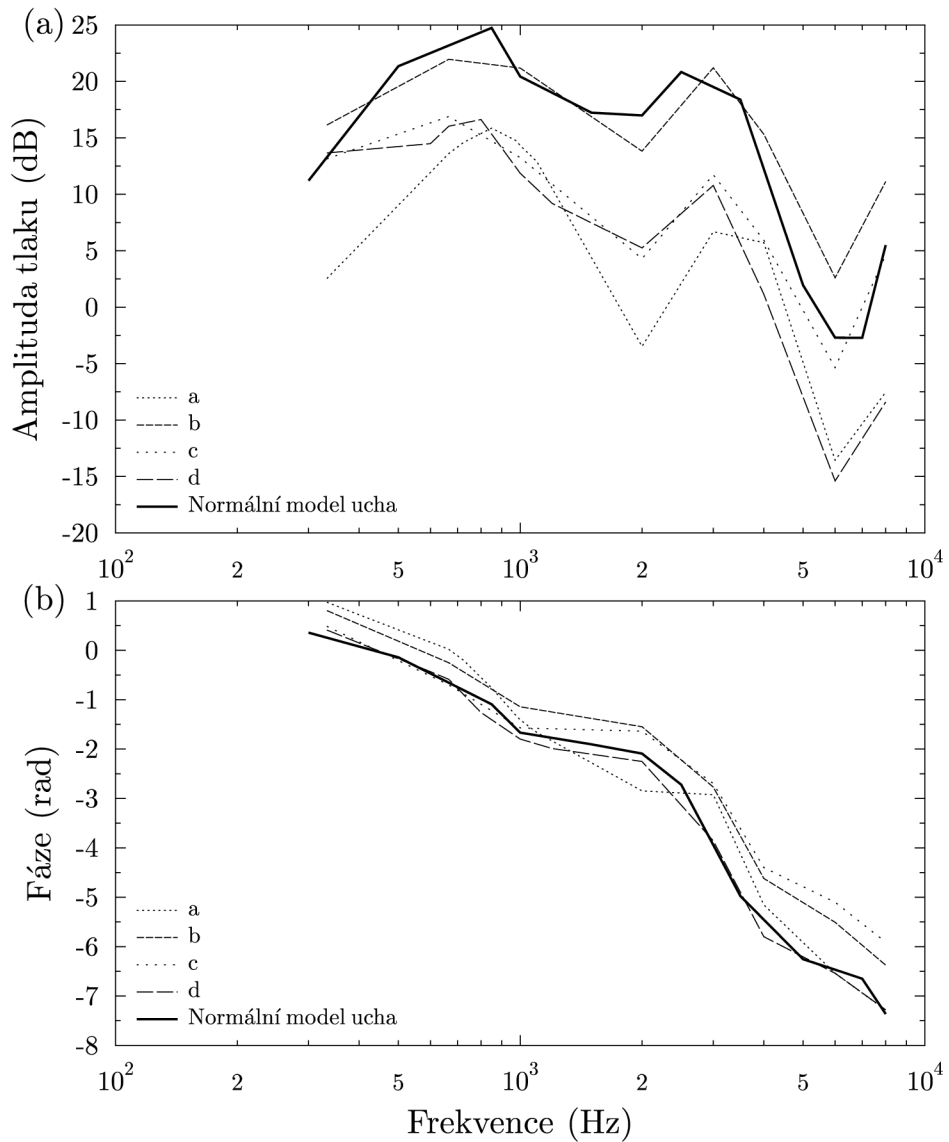 (a)
25
20
15
10
5
0
-5
-10
-15
-20
Amplituda tlaku (dB)
a
b
c
d
Normální model ucha
10^2 2 5 10^3 2 5 10^4
(b)
1
0
-1
-2
-3
-4
-5
-6
-7
-8
Fáze (rad)
a
b
c
d
Normální model ucha
10^2 2 5 10^3 2 5 10^4
Frekvence (Hz)